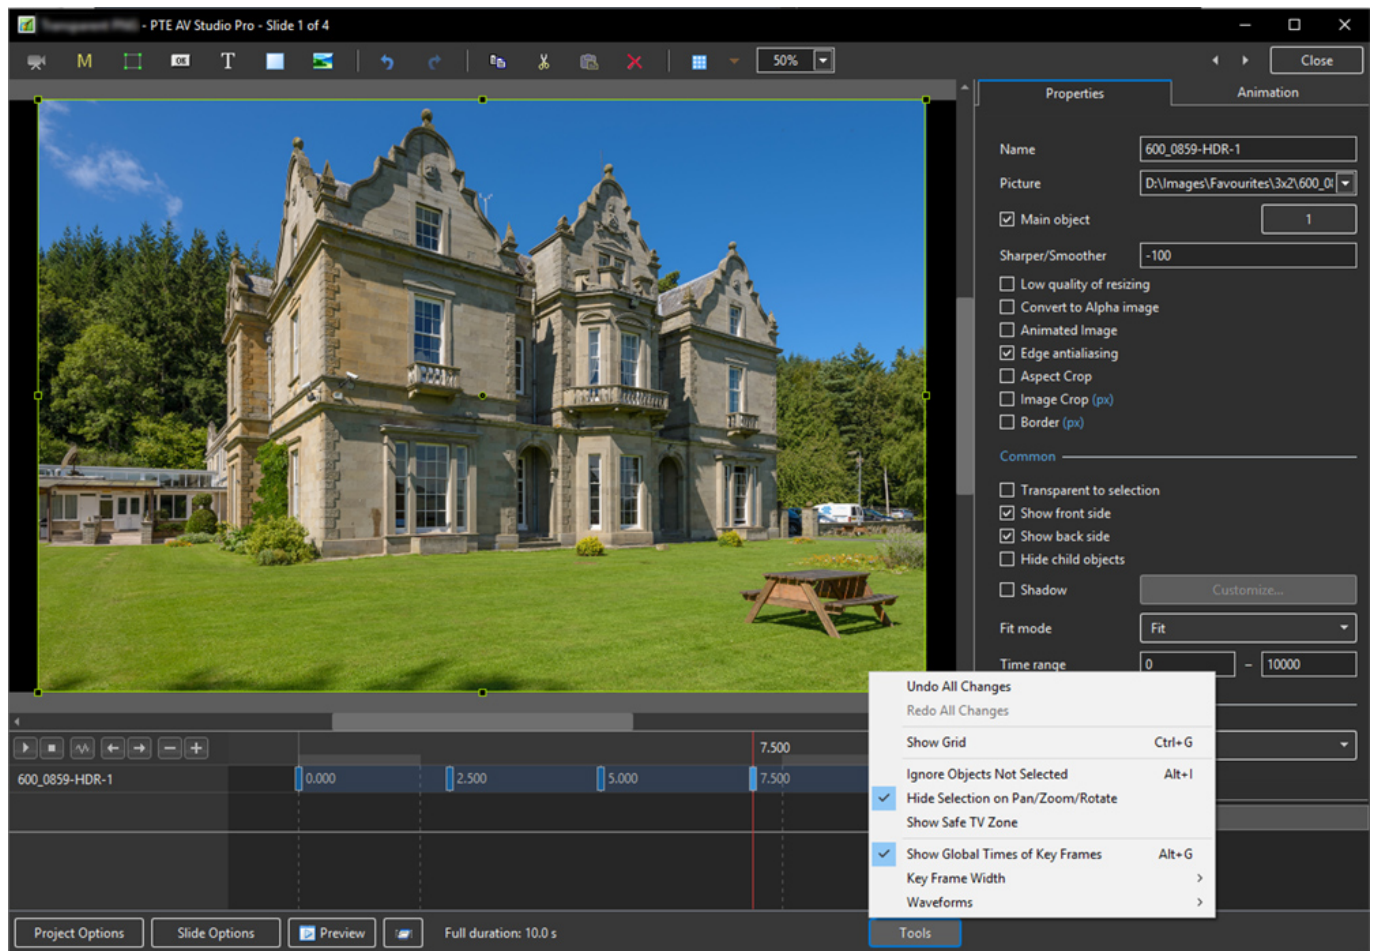 - PTE AV Studio Pro - Slide 1 of 4
M
OK
T
50%
Close
Properties
Animation
Name
600_0859-HDR-1
Picture
D:\Images\Favourites\3x2\600_0
Main object
1
Sharper/Smoother
-100
Low quality of resizing
Convert to Alpha image
Animated Image
Edge antialiasing
Aspect Crop
Image Crop (px)
Border (px)
Common
Transparent to selection
Show front side
Show back side
Hide child objects
Shadow
Customize...
Fit mode
Fit
Time range
0
–
10000
Undo All Changes
Redo All Changes
Show Grid Ctrl+G
Ignore Objects Not Selected Alt+I
Hide Selection on Pan/Zoom/Rotate
Show Safe TV Zone
Show Global Times of Key Frames Alt+G
Key Frame Width
Waveforms
7.500
600_0859-HDR-1
0.000
2.500
5.000
7.500
Project Options
Slide Options
Preview
Full duration: 10.0 s
Tools